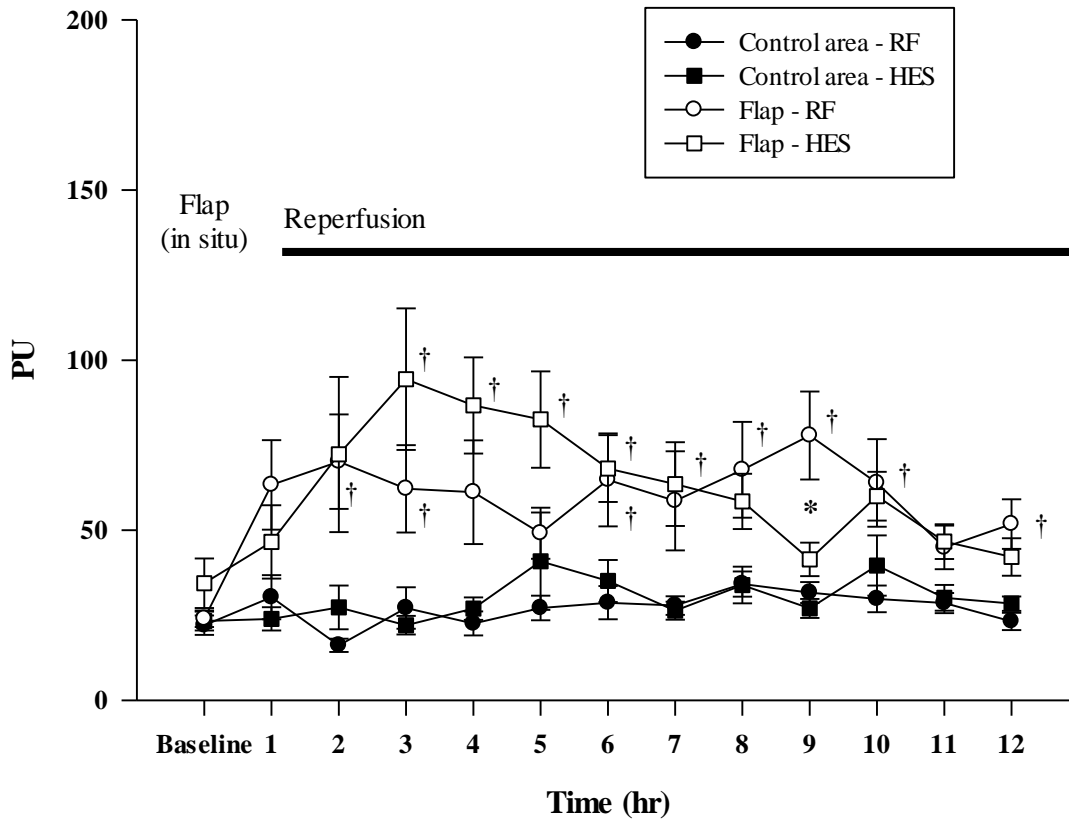 200
150
100
50
0
PU
Control area - RF
Control area - HES
Flap - RF
Flap - HES
Flap
(in situ)
Reperfusion
†
†
†
†
†
†
†
†
†
†
†
*
†
Baseline 1 2 3 4 5 6 7 8 9 10 11 12
Time (hr)